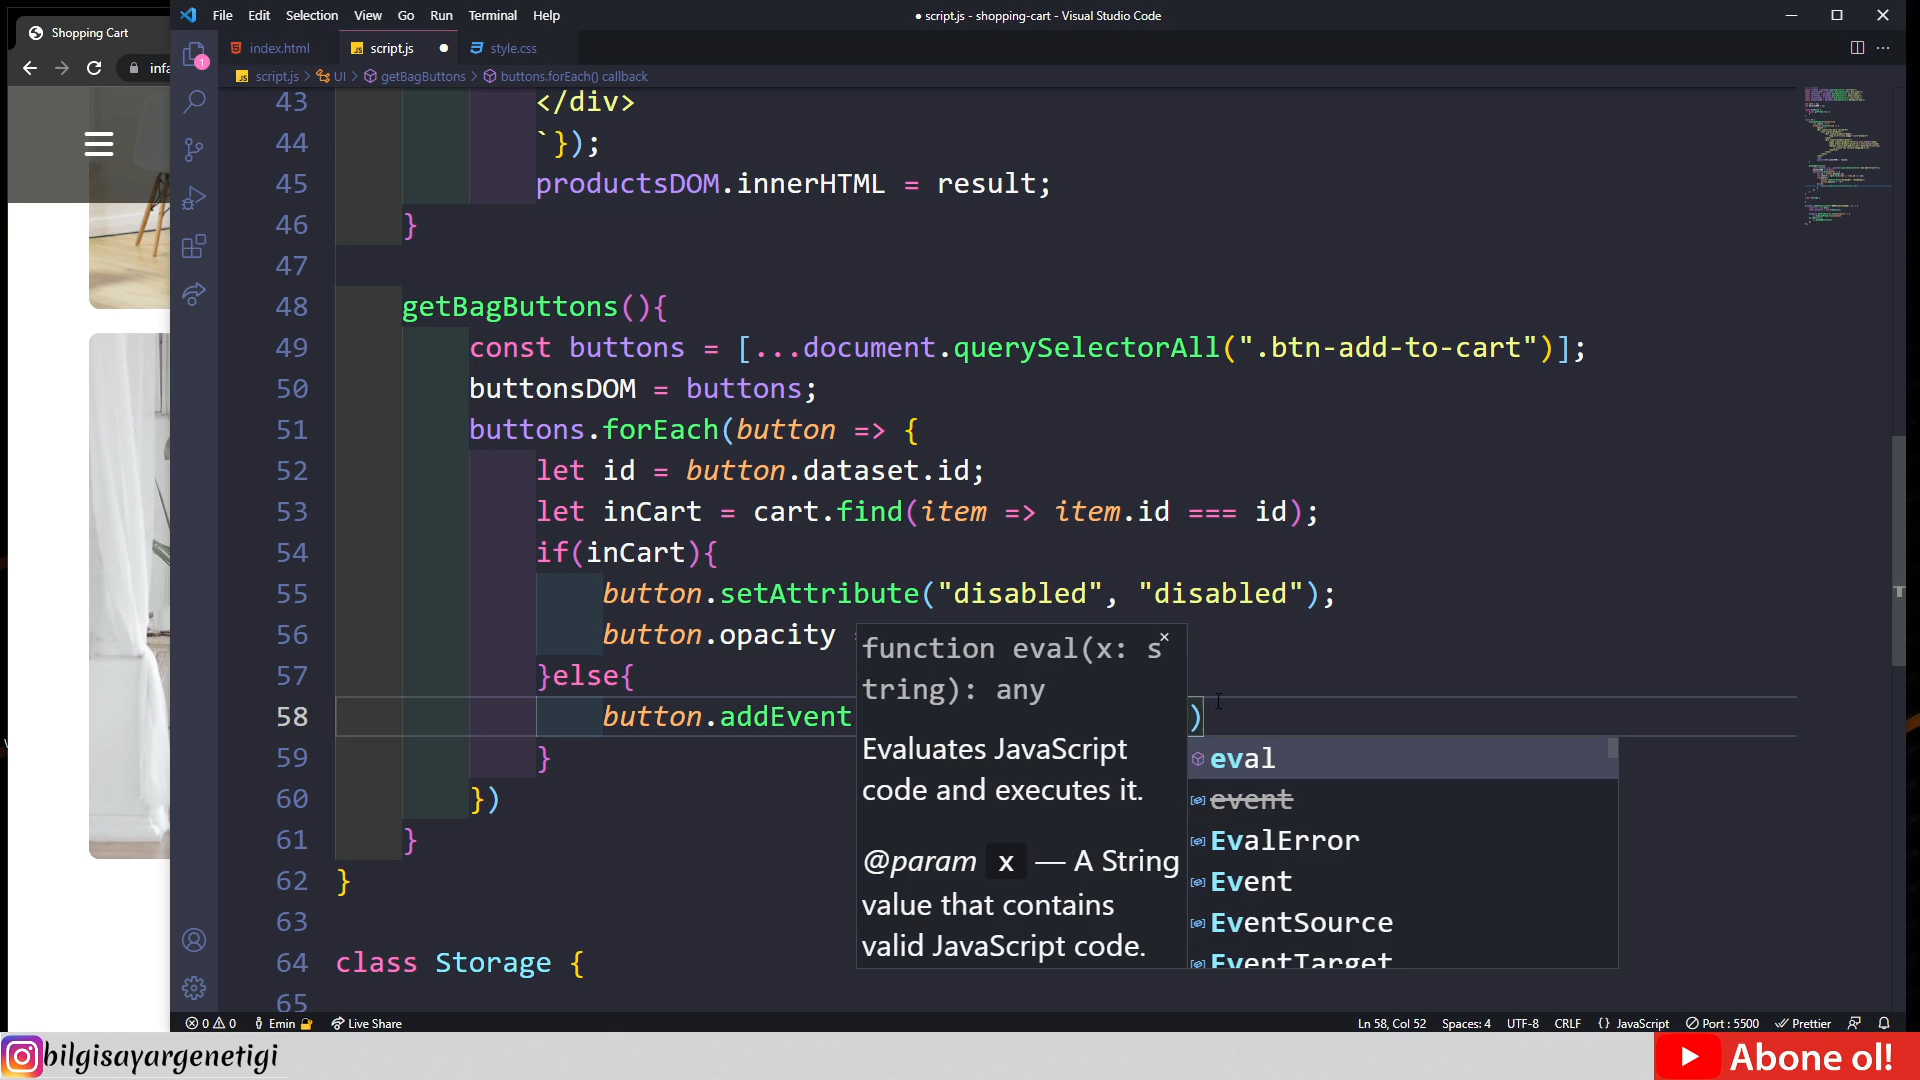 File Edit Selection View Go Run Terminal Help
● script.js - shopping-cart - Visual Studio Code
Shopping Cart
index.html
script.js
style.css
infa
script.js > UI > getBagButtons > buttons.forEach() callback
1
43 </div>
44 `});
45 productsDOM.innerHTML = result;
46 }
47
48 getBagButtons(){
49 const buttons = [...document.querySelectorAll(".btn-add-to-cart")];
50 buttonsDOM = buttons;
51 buttons.forEach(button => {
52 let id = button.dataset.id;
53 let inCart = cart.find(item => item.id === id);
54 if(inCart){
55 button.setAttribute("disabled", "disabled");
56 button.opacity
57 }else{
58 button.addEvent )
59 }
60 })
61 }
62 }
63
64 class Storage {
65
function eval(x: s
tring): any
Evaluates JavaScript
code and executes it.
@param x — A String
value that contains
valid JavaScript code.
eval
event
EvalError
Event
EventSource
EventTarget
0 0 Emin Live Share
Ln 58, Col 52 Spaces: 4 UTF-8 CRLF {} JavaScript Port : 5500 Prettier
bilgisayargenetigi
Abone ol!